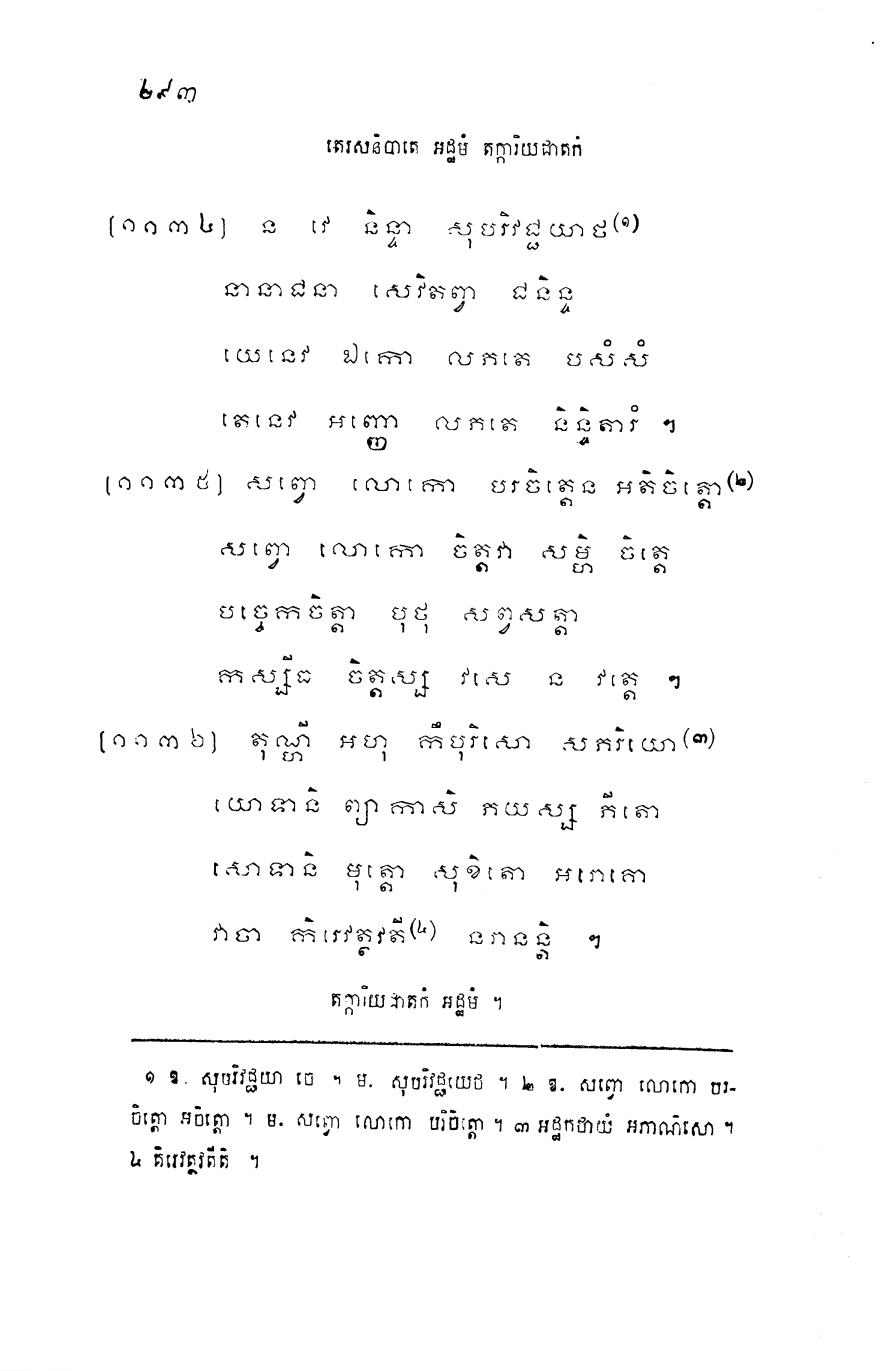 ២៩៣
តេរសនិបាតេ អដ្ឋមំ តក្ការិយជាតកំ
[១១៣៤] ន វេ និន្ទា សុបរិវជ្ជយាថ(១)
នានាជនា សេវិតព្វា ជនិន្ទ
យេនេវ ឯកោ លភតេ បសំសំ
តេនេវ អញ្ញោ លភតេ និន្ទិតារំ ។
[១១៣៥] សព្វោ លោកោ បរចិត្តេន អតិចិត្តោ(២)
សព្វោ លោកោ ចិត្តវា សម្ហិ ចិត្តេ
បច្ចេកចិត្តា បុថុ សព្វសត្តា
កស្សីធ ចិត្តស្ស វសេ ន វត្តេ ។
[១១៣៦] តុណ្ហី អហុ កឹបុរិសោ សភរិយោ(៣)
យោទានិ ព្យាកាសិ ភយស្ស ភីតោ
សោទានិ មុត្តោ សុខិតោ អរោគោ
វាចា កិរេវត្ថវតី(៤) នរានន្តិ ។
តក្ការិយជាតកំ អដ្ឋមំ ។
១ ឱ. សុបរិវជ្ជយា ចេ ។ ម. សុបរិវជ្ជយេថ ។ ២ ឱ. សព្វោ លោកោ បរ-
ចិត្តោ អចិត្តោ ។ ម. សព្វោ លោកោ បរិចិត្តោ ។ ៣ អដ្ឋកថាយំ អភាណិសោ ។
៤ គិរេវត្ថវតីតិ ។